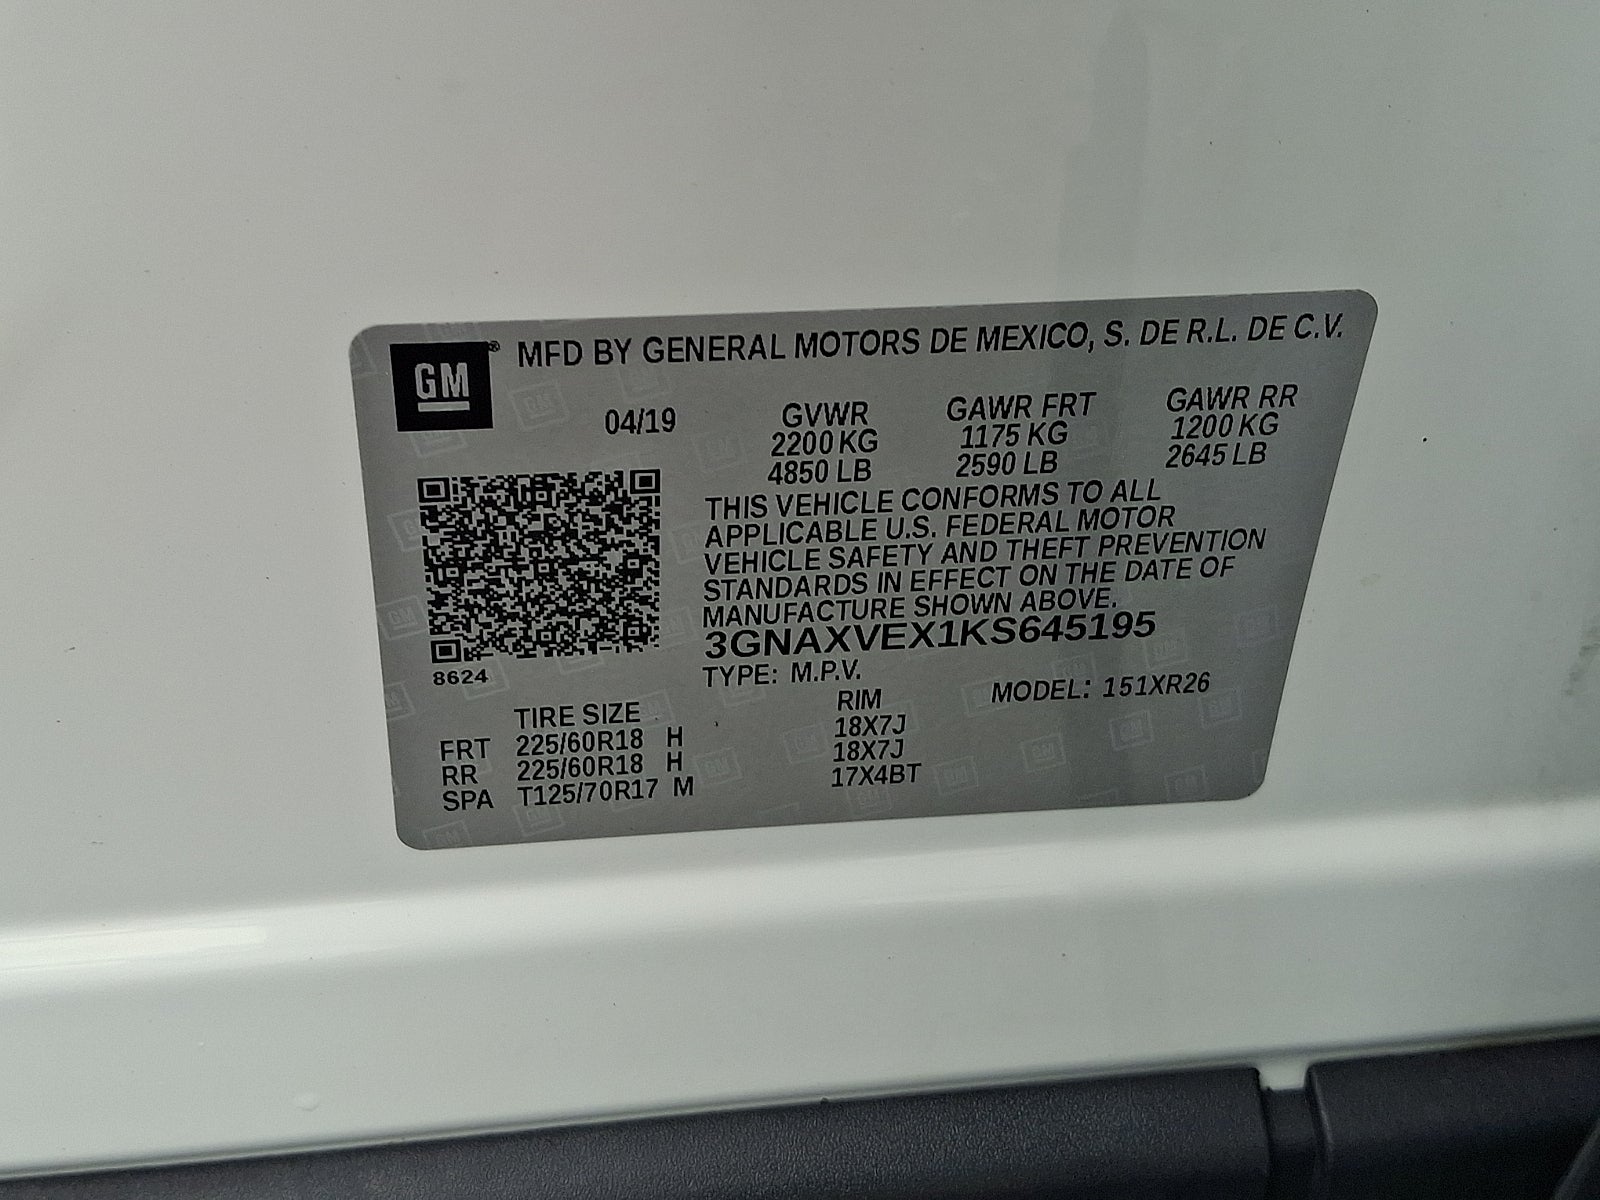 GM® MFD BY GENERAL MOTORS DE MEXICO, S. DE R.L. DE C.V.
04/19 GVWR GAWR FRT GAWR RR
2200 KG 1175 KG 1200 KG
4850 LB 2590 LB 2645 LB
THIS VEHICLE CONFORMS TO ALL
APPLICABLE U.S. FEDERAL MOTOR
VEHICLE SAFETY AND THEFT PREVENTION
STANDARDS IN EFFECT ON THE DATE OF
MANUFACTURE SHOWN ABOVE.
3GNAXVEX1KS645195
8624
TYPE: M.P.V.
MODEL: 151XR26
TIRE SIZE RIM
FRT 225/60R18 H 18X7J
RR 225/60R18 H 18X7J
SPA T125/70R17 M 17X4BT